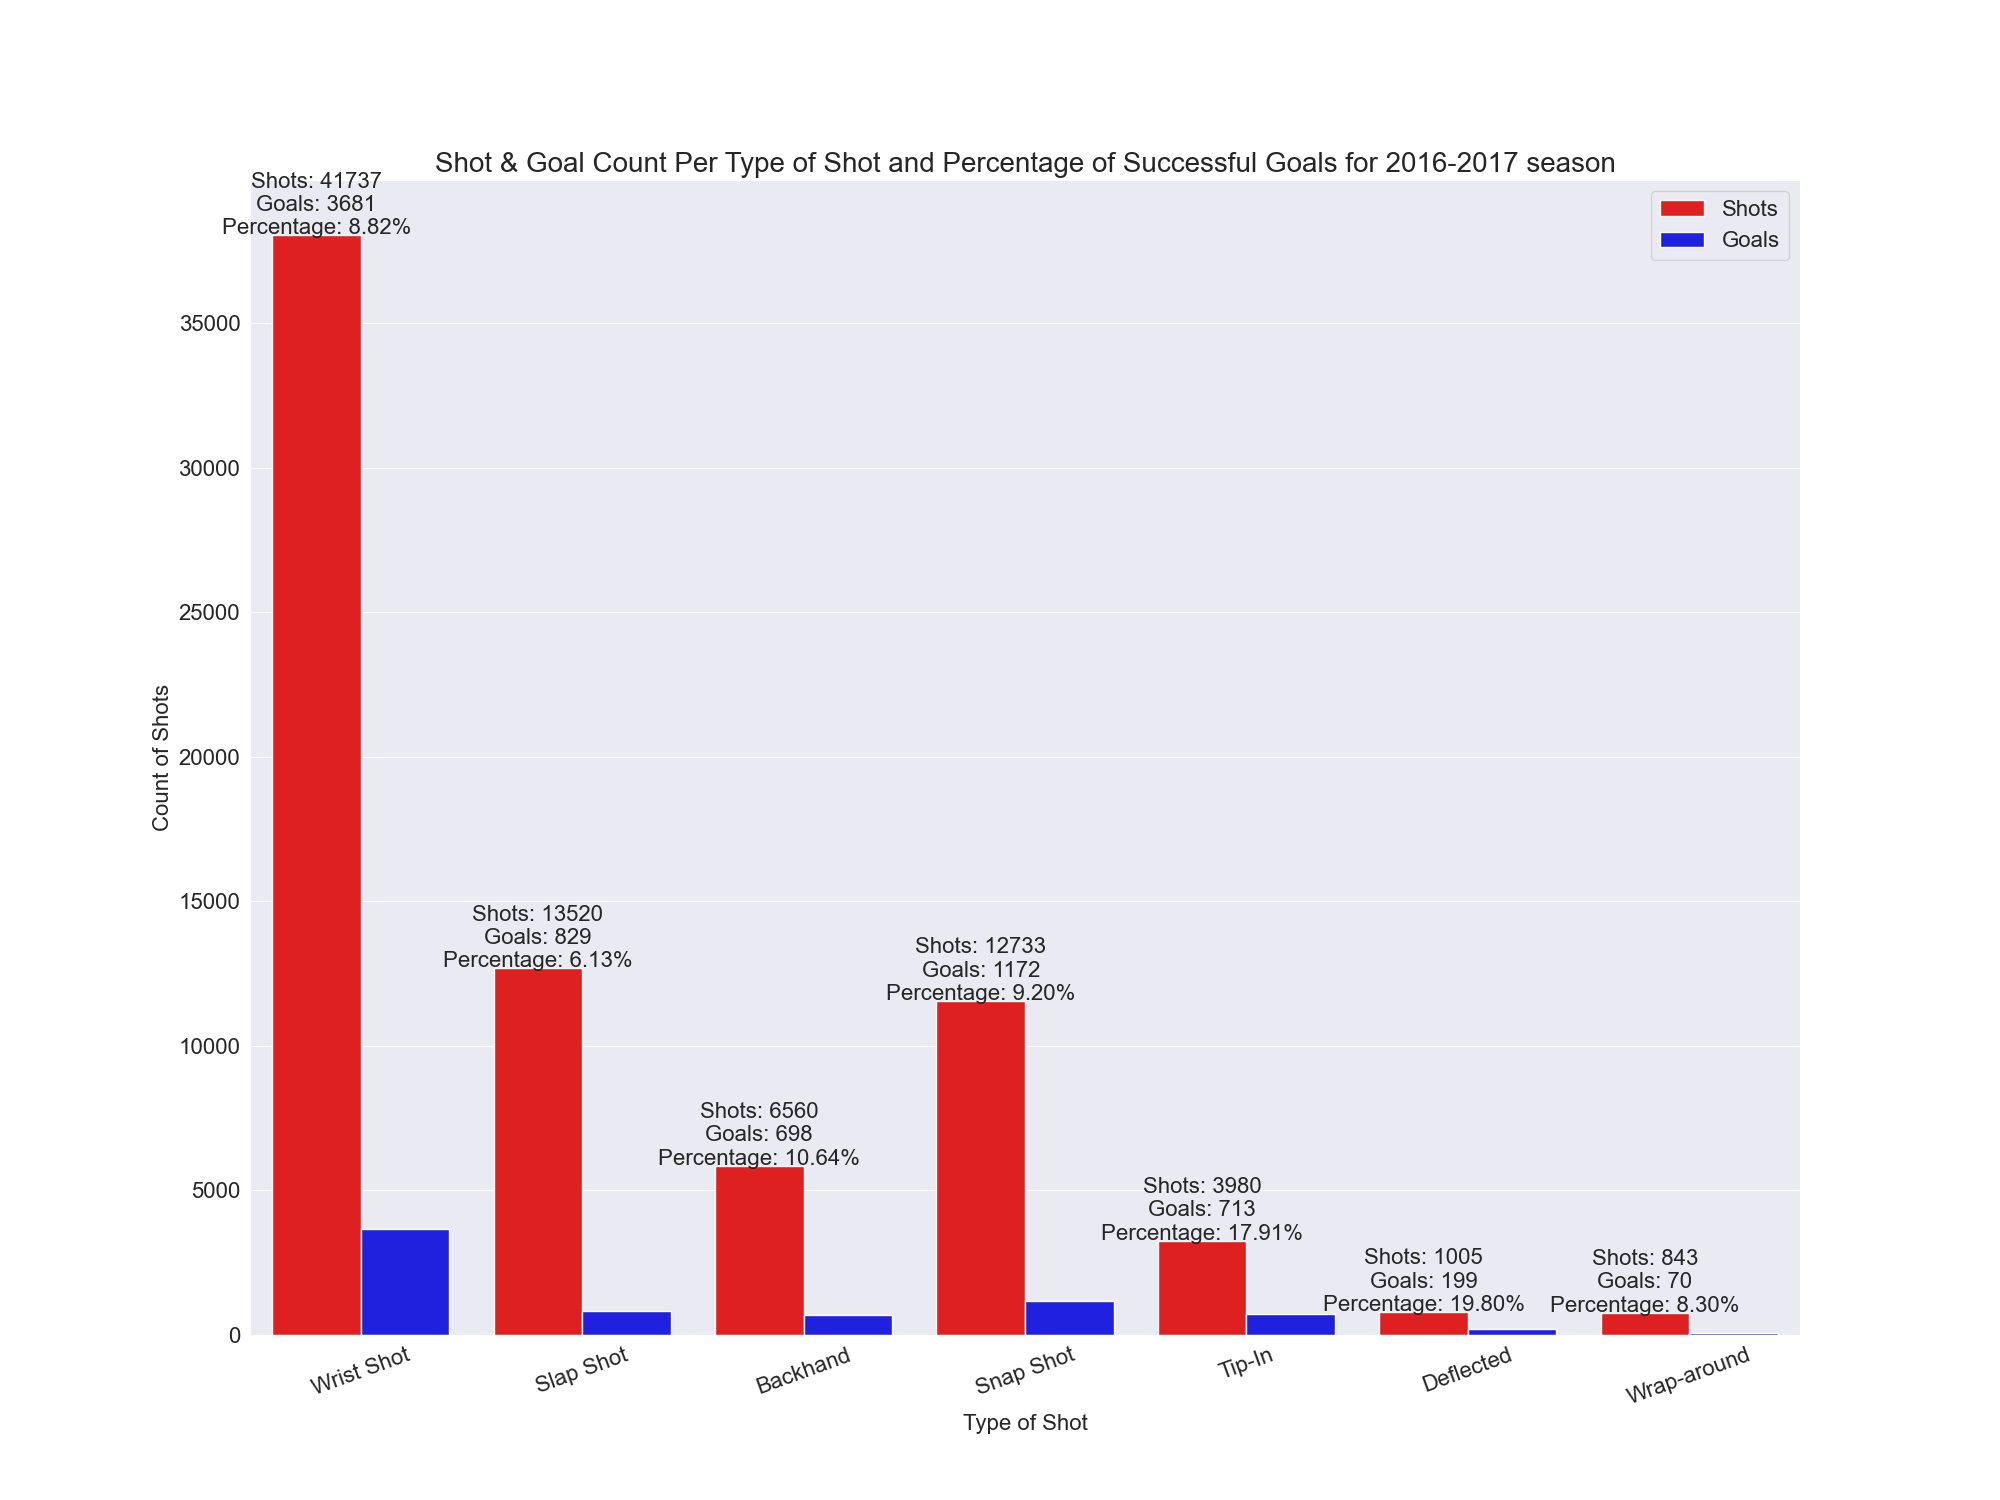 Shot & Goal Count Per Type of Shot and Percentage of Successful Goals for 2016-2017 season
Shots: 41737
Goals: 3681
Percentage: 8.82%
Shots
Goals
35000
30000
25000
20000
15000
10000
5000
0
Count of Shots
Shots: 13520
Goals: 829
Percentage: 6.13%
Shots: 6560
Goals: 698
Percentage: 10.64%
Shots: 12733
Goals: 1172
Percentage: 9.20%
Shots: 3980
Goals: 713
Percentage: 17.91%
Shots: 1005
Goals: 199
Percentage: 19.80%
Shots: 843
Goals: 70
Percentage: 8.30%
Wrist Shot
Slap Shot
Backhand
Snap Shot
Tip-In
Deflected
Wrap-around
Type of Shot